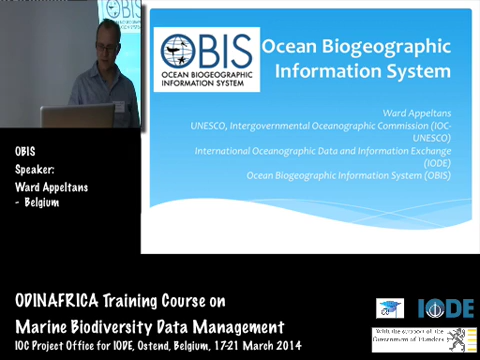 OBIS
OCEAN BIOGEOGRAPHIC
INFORMATION SYSTEM
Ocean Biogeographic
Information System
Ward Appeltans
UNESCO, Intergovernmental Oceanographic Commission (IOC-
UNESCO)
International Oceanographic Data and Information Exchange
(IODE)
Ocean Biogeographic Information System (OBIS)
OBIS
Speaker:
Ward Appeltans
- Belgium
ODINAFRICA Training Course on
Marine Biodiversity Data Management
IOC Project Office for IODE, Ostend, Belgium, 17-21 March 2014
IODE
With the support of the
Government of Flanders